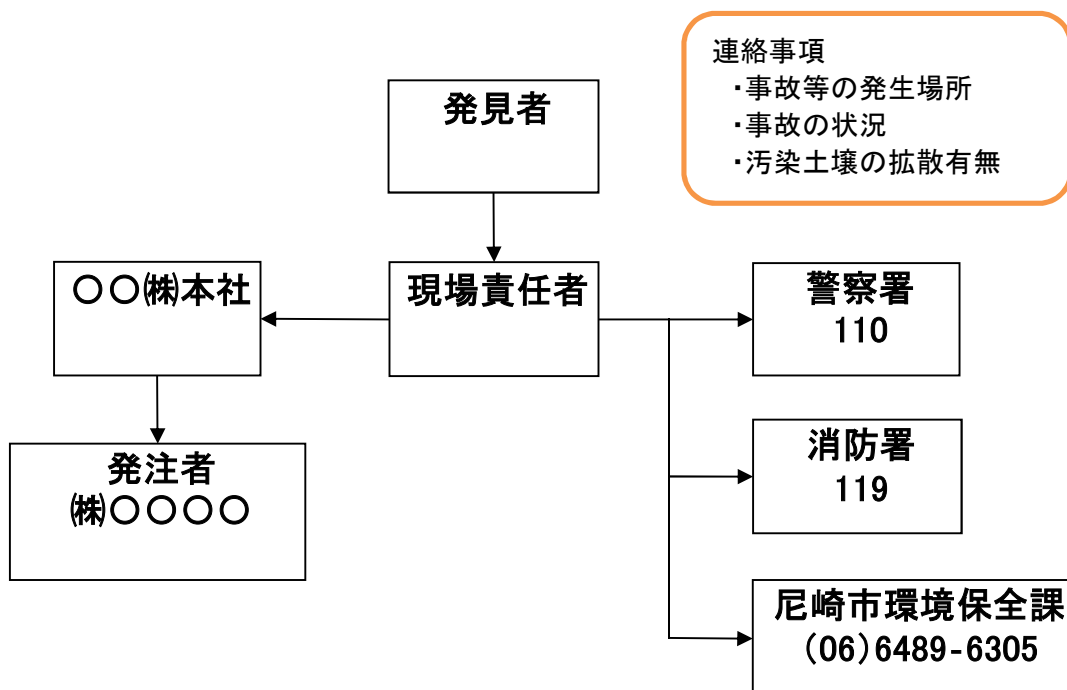 連絡事項
・事故等の発生場所
・事故の状況
・汚染土壌の拡散有無
発見者
〇〇㈱本社
現場責任者
警察署
110
発注者
㈱〇〇〇〇
消防署
119
尼崎市環境保全課
(06)6489-6305